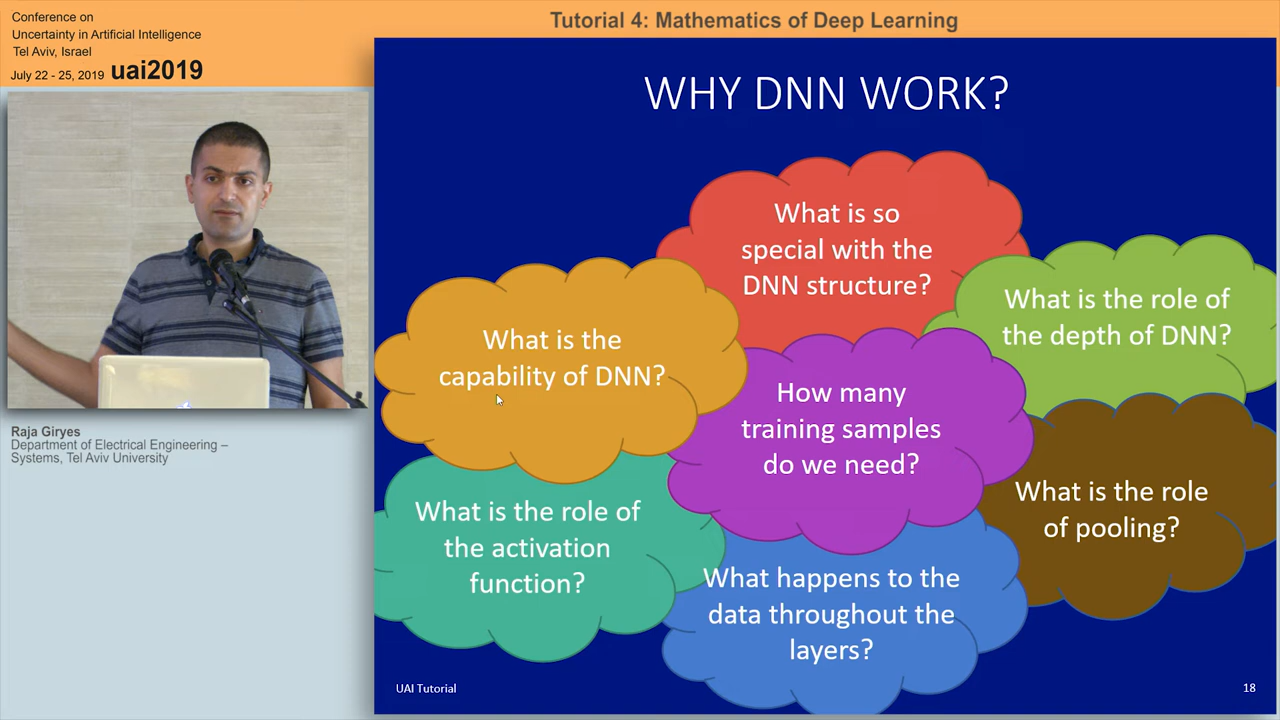 Conference on
Uncertainty in Artificial Intelligence
Tel Aviv, Israel
July 22 - 25, 2019 uai2019
Tutorial 4: Mathematics of Deep Learning
WHY DNN WORK?
What is so
special with the
DNN structure?
What is the role of
the depth of DNN?
What is the
capability of DNN?
How many
training samples
do we need?
What is the role
of pooling?
What is the role of
the activation
function?
What happens to the
data throughout the
layers?
Raja Giryes
Department of Electrical Engineering –
Systems, Tel Aviv University
UAI Tutorial
18